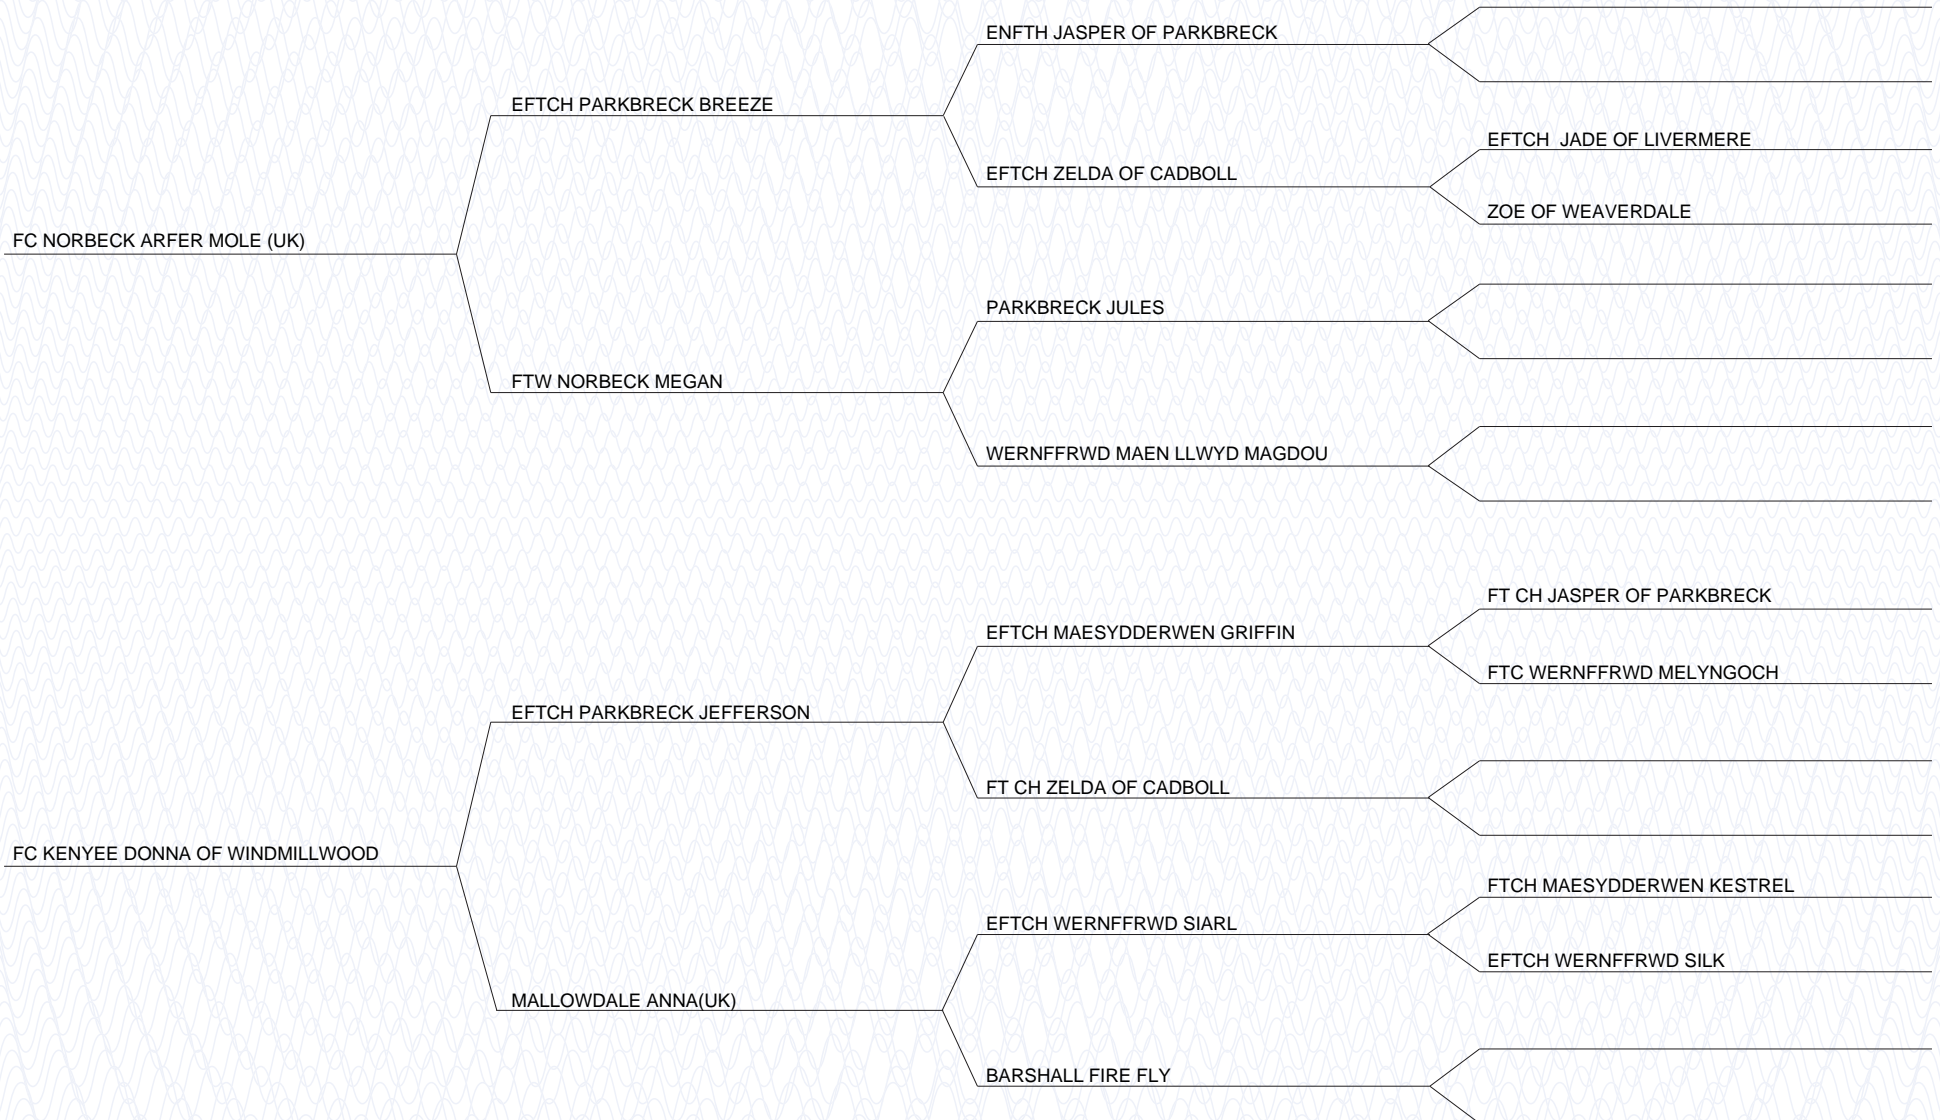 ENFTH JASPER OF PARKBRECK
EFTCH PARKBRECK BREEZE
EFTCH  JADE OF LIVERMERE
EFTCH ZELDA OF CADBOLL
ZOE OF WEAVERDALE
FC NORBECK ARFER MOLE (UK)
PARKBRECK JULES
FTW NORBECK MEGAN
WERNFFRWD MAEN LLWYD MAGDOU
FT CH JASPER OF PARKBRECK
EFTCH MAESYDDERWEN GRIFFIN
FTC WERNFFRWD MELYNGOCH
EFTCH PARKBRECK JEFFERSON
FT CH ZELDA OF CADBOLL
FC KENYEE DONNA OF WINDMILLWOOD
FTCH MAESYDDERWEN KESTREL
EFTCH WERNFFRWD SIARL
EFTCH WERNFFRWD SILK
MALLOWDALE ANNA(UK)
BARSHALL FIRE FLY